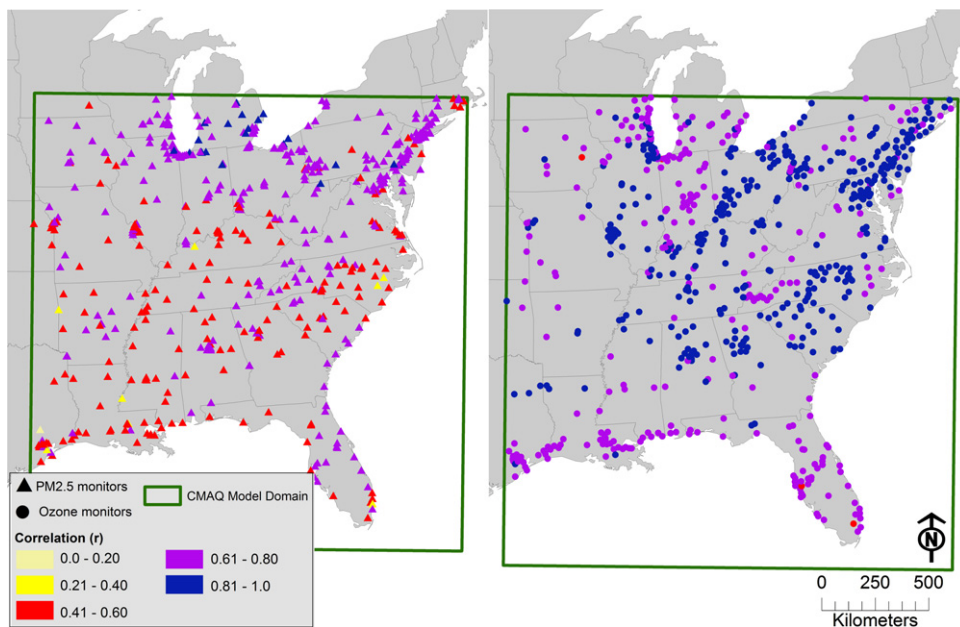 PM2.5 monitors
Ozone monitors
CMAQ Model Domain
Correlation (r)
0.0 - 0.20
0.21 - 0.40
0.41 - 0.60
0.61 - 0.80
0.81 - 1.0
N
0 250 500
Kilometers